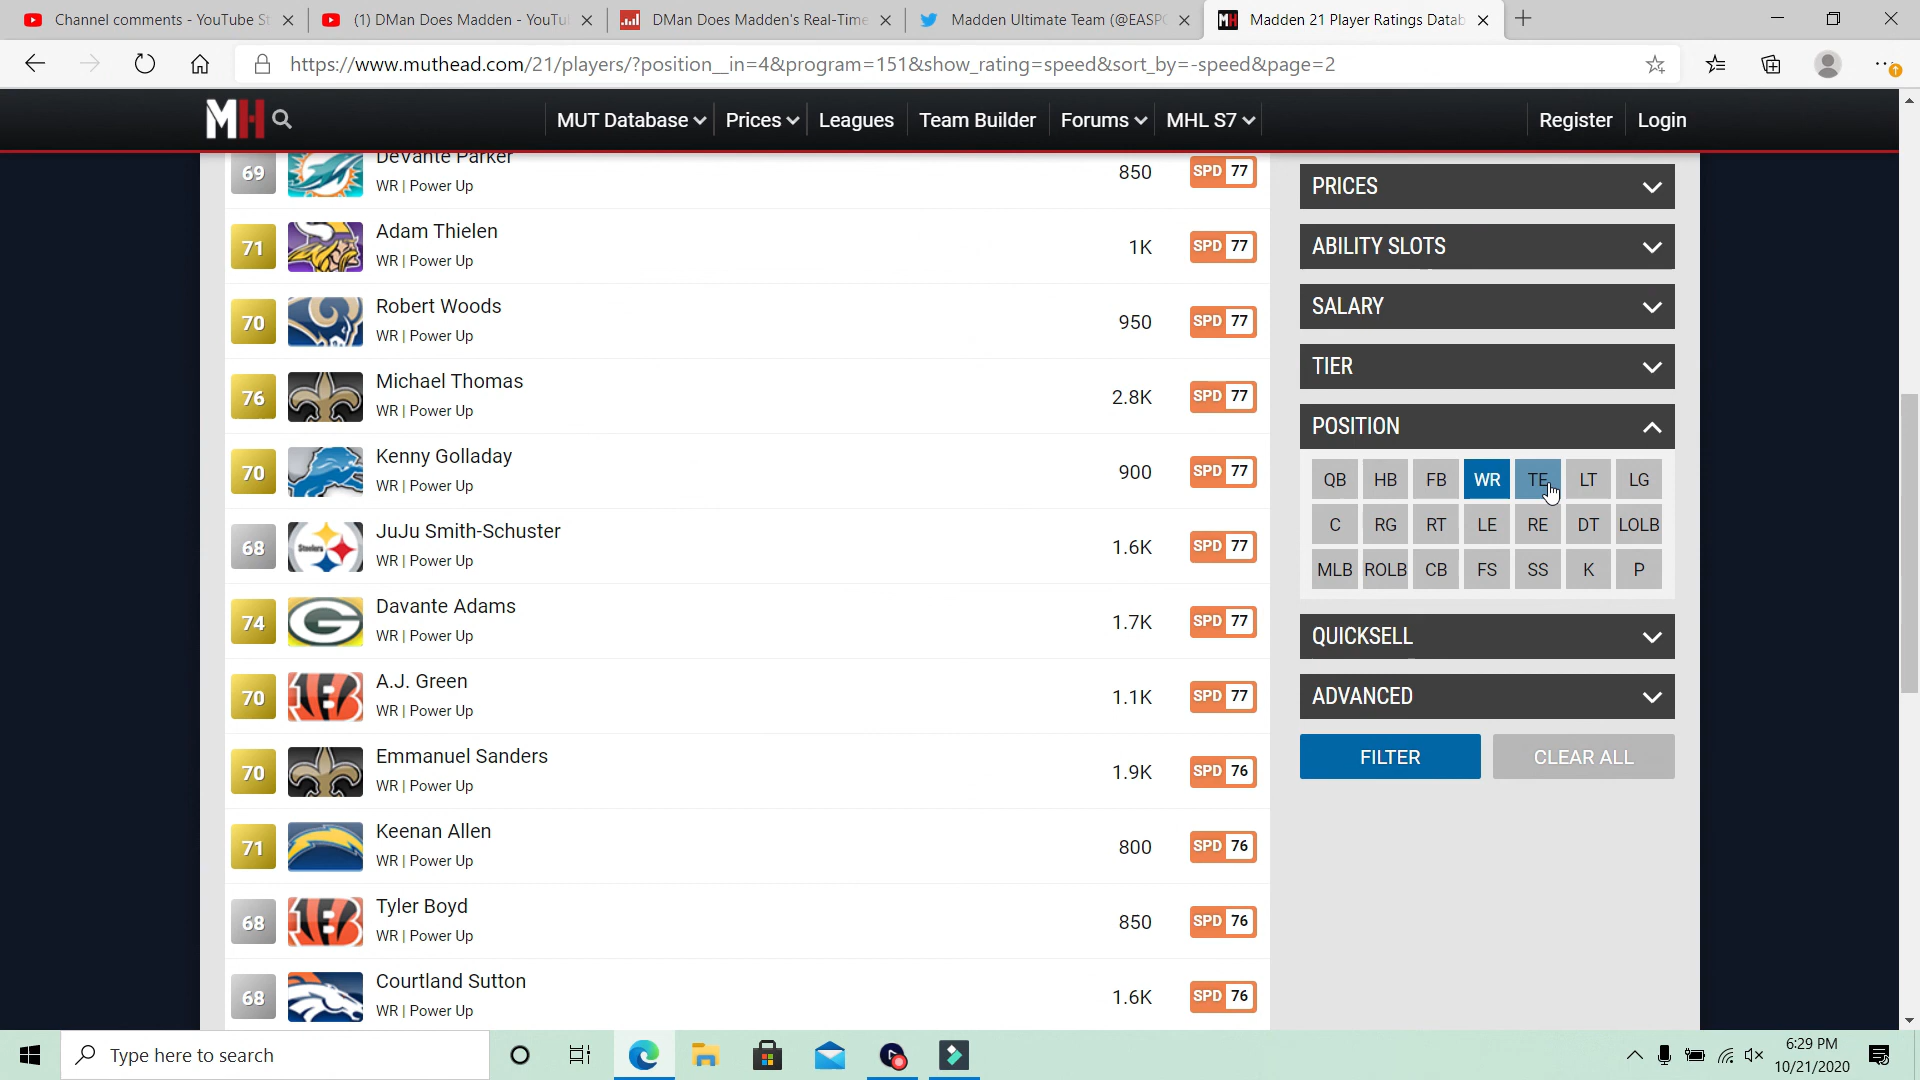 Channel comments - YouTube St
(1) DMan Does Madden - YouTu
DMan Does Madden's Real-Time
Madden Ultimate Team (@EASPO
Madden 21 Player Ratings Datab
https://www.muthead.com/21/players/?position__in=4&program=151&show_rating=speed&sort_by=-speed&page=2
MH
MUT Database
Prices
Leagues
Team Builder
Forums
MHL S7
Register
Login
69 DeVante Parker 850 SPD 77
WR | Power Up
71 Adam Thielen 1K SPD 77
WR | Power Up
70 Robert Woods 950 SPD 77
WR | Power Up
76 Michael Thomas 2.8K SPD 77
WR | Power Up
70 Kenny Golladay 900 SPD 77
WR | Power Up
68 Steelers JuJu Smith-Schuster 1.6K SPD 77
WR | Power Up
74 Davante Adams 1.7K SPD 77
WR | Power Up
70 A.J. Green 1.1K SPD 77
WR | Power Up
70 Emmanuel Sanders 1.9K SPD 76
WR | Power Up
71 Keenan Allen 800 SPD 76
WR | Power Up
68 Tyler Boyd 850 SPD 76
WR | Power Up
68 Courtland Sutton 1.6K SPD 76
WR | Power Up
PRICES
ABILITY SLOTS
SALARY
TIER
POSITION
QB HB FB WR TE LT LG
C RG RT LE RE DT LOLB
MLB ROLB CB FS SS K P
QUICKSELL
ADVANCED
FILTER
CLEAR ALL
Type here to search
6:29 PM
10/21/2020